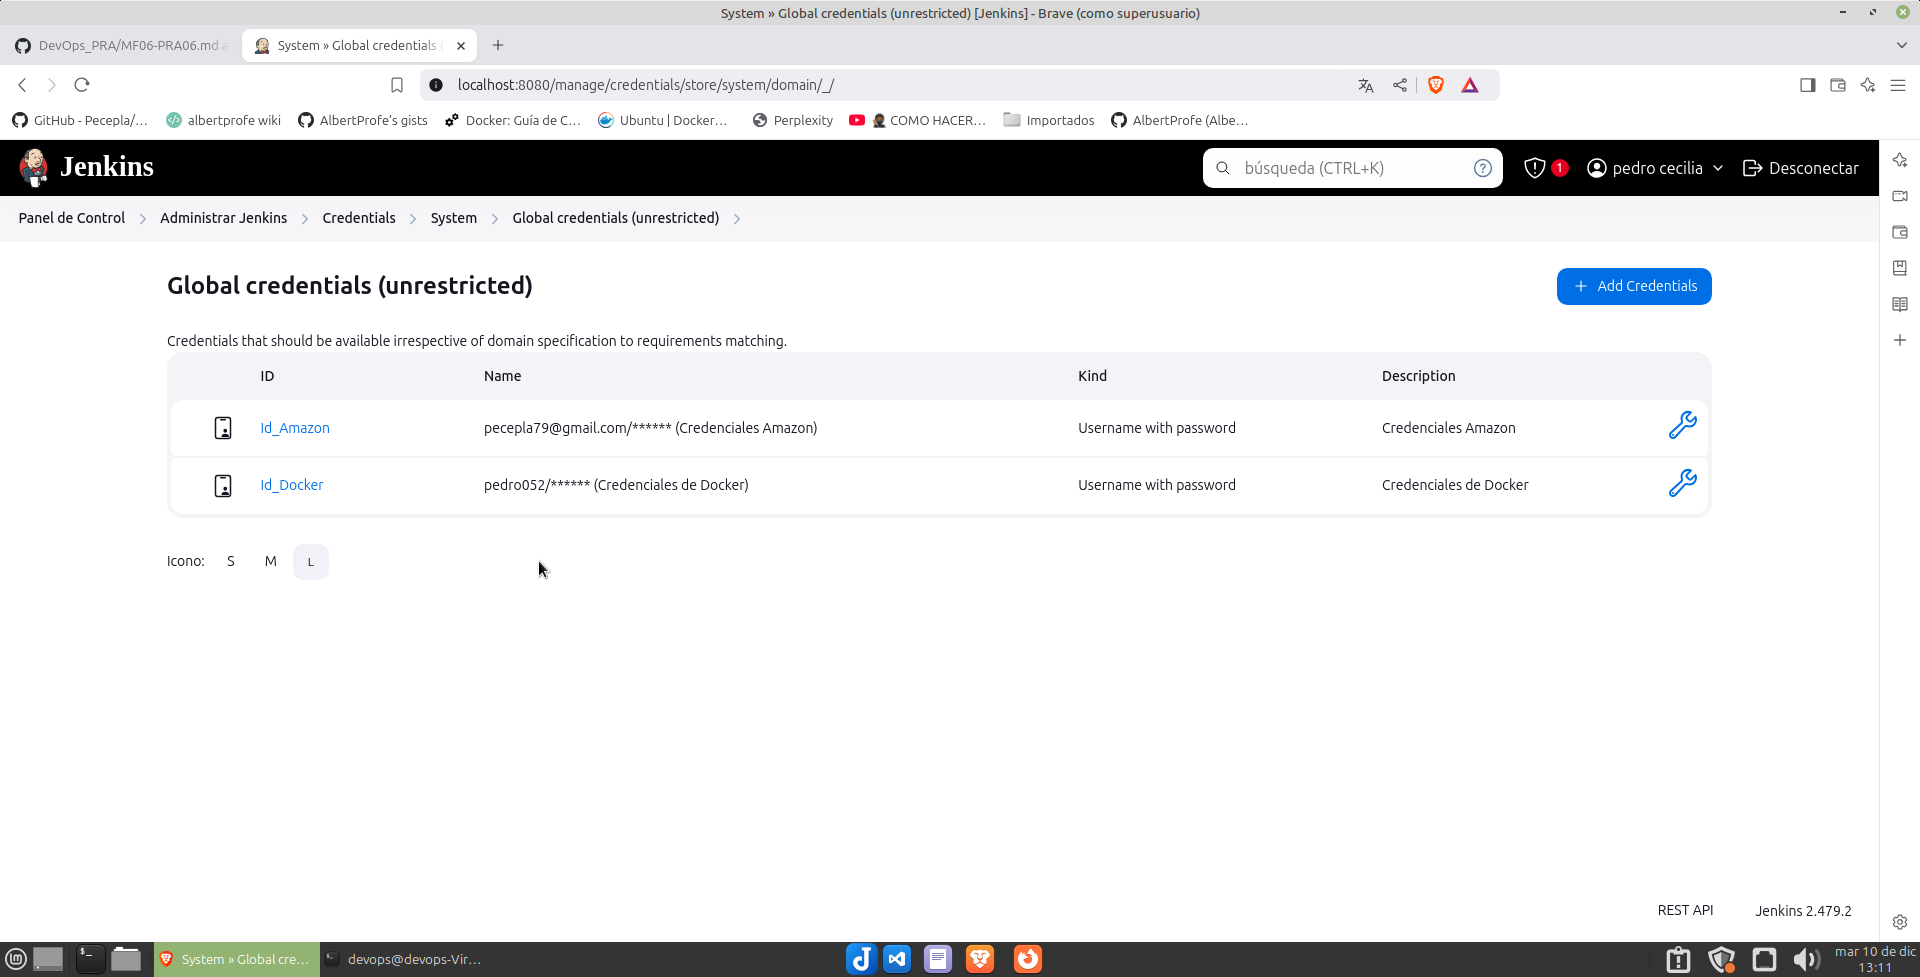 System » Global credentials (unrestricted) [Jenkins] - Brave (como superusuario)
DevOps_PRA/MF06-PRA06.md a
System » Global credentials (
localhost:8080/manage/credentials/store/system/domain/_/
GitHub - Pecepla/... albertprofe wiki AlbertProfe's gists Docker: Guía de C... Ubuntu | Docker... Perplexity COMO HACER... Importados AlbertProfe (Albe...
Jenkins
búsqueda (CTRL+K)
?
1
pedro cecilia
Desconectar
Panel de Control > Administrar Jenkins > Credentials > System > Global credentials (unrestricted) >
Global credentials (unrestricted)
+ Add Credentials
Credentials that should be available irrespective of domain specification to requirements matching.
ID Name Kind Description
Id_Amazon pecepla79@gmail.com/****** (Credenciales Amazon) Username with password Credenciales Amazon
Id_Docker pedro052/****** (Credenciales de Docker) Username with password Credenciales de Docker
Icono: S M L
REST API Jenkins 2.479.2
System » Global cre...
devops@devops-Vir...
mar 10 de dic
13:11